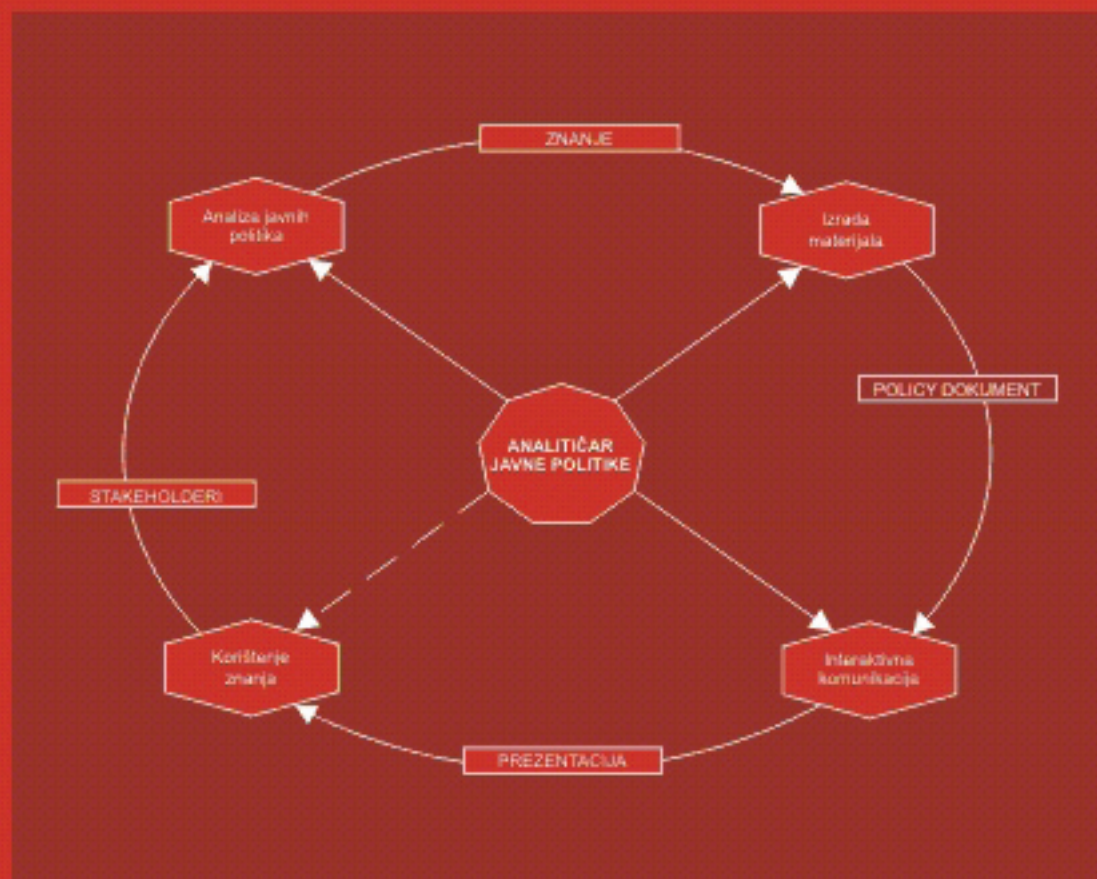 ZNANJE
Analiza javnih
politika
Izrada
materijala
POLICY DOKUMENT
ANALITIČAR
JAVNE POLITIKE
STAKEHOLDERI
Korištenje
znanja
Interaktivna
komunikacija
PREZENTACIJA